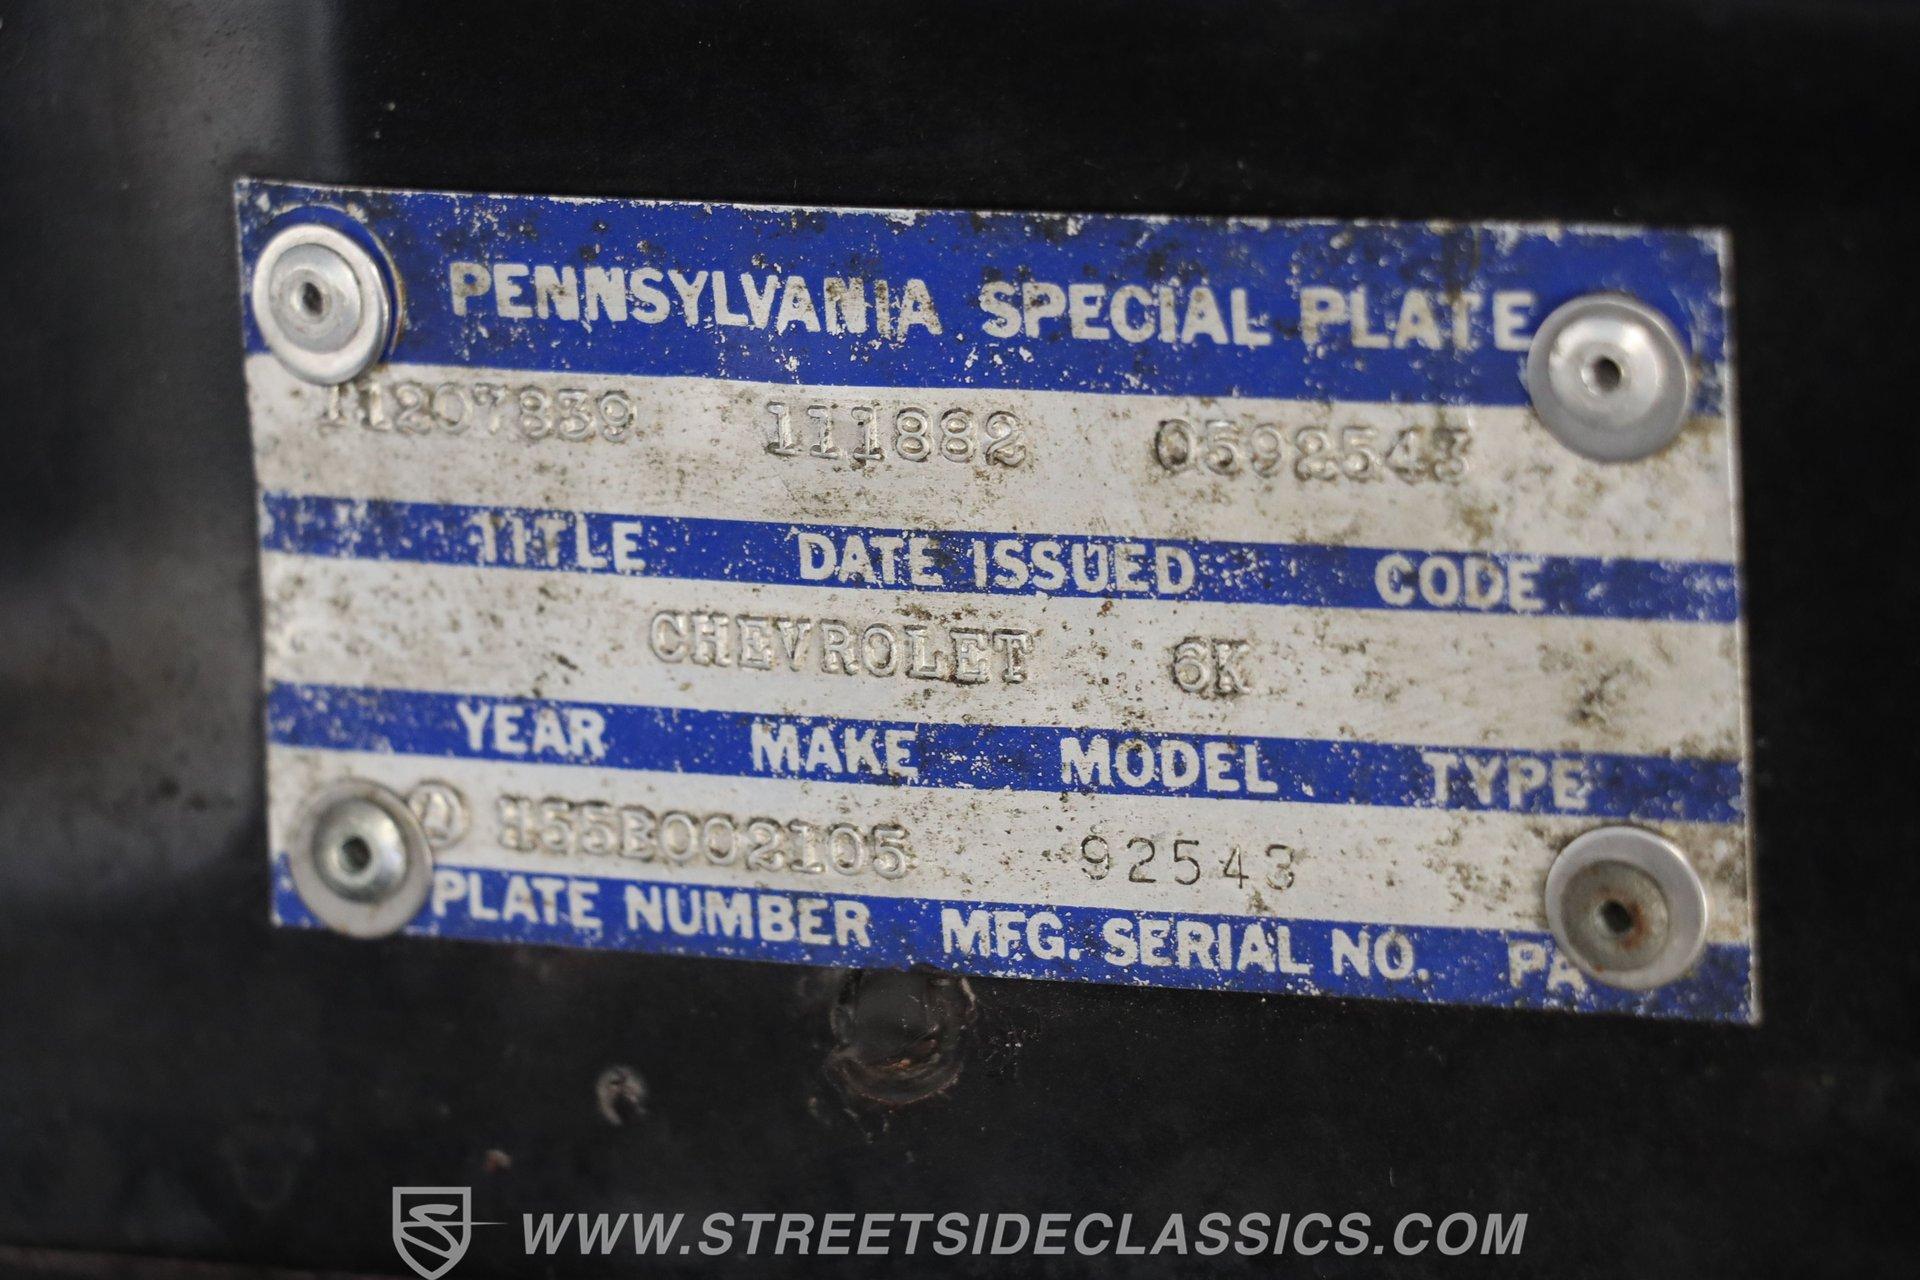 PENNSYLVANIA SPECIAL PLATE
11207839 111882 0592543
TITLE DATE ISSUED CODE
CHEVROLET 6K
YEAR MAKE MODEL TYPE
H55B002105 92543
PLATE NUMBER MFG. SERIAL NO. PA
WWW.STREETSIDECLASSICS.COM